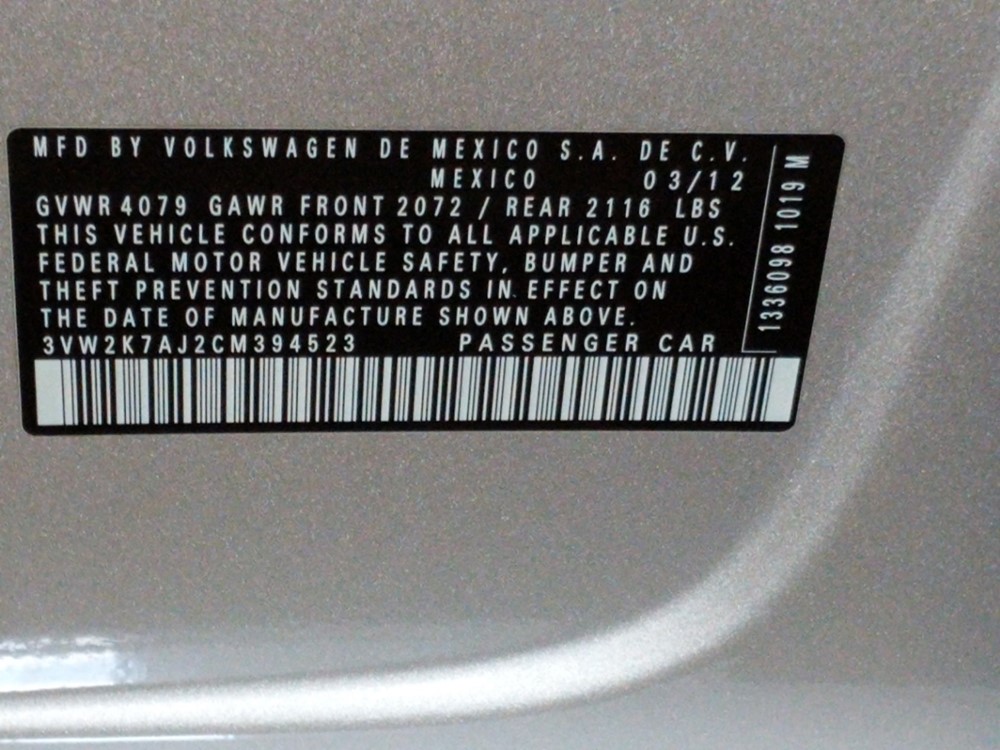 MFD BY VOLKSWAGEN DE MEXICO S.A. DE C.V.
MEXICO 03/12
GVWR 4079 GAWR FRONT 2072 / REAR 2116 LBS
THIS VEHICLE CONFORMS TO ALL APPLICABLE U.S.
FEDERAL MOTOR VEHICLE SAFETY, BUMPER AND
THEFT PREVENTION STANDARDS IN EFFECT ON
THE DATE OF MANUFACTURE SHOWN ABOVE.
3VW2K7AJ2CM394523 PASSENGER CAR
1336098 1019 M